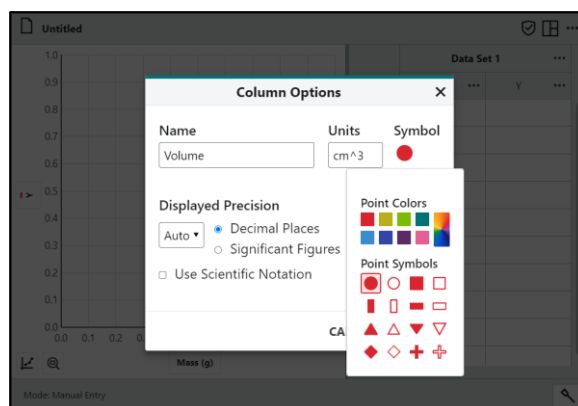 Untitled
Data Set 1
Y
Column Options
Name
Units
Symbol
Volume
cm^3
Displayed Precision
Auto
Decimal Places
Significant Figures
Use Scientific Notation
Point Colors
Point Symbols
CA
1.0
0.9
0.8
0.7
0.6
0.5
0.4
0.3
0.2
0.1
0.0
0.0 0.1 0.2 0.
Y
Mass (g)
Mode: Manual Entry